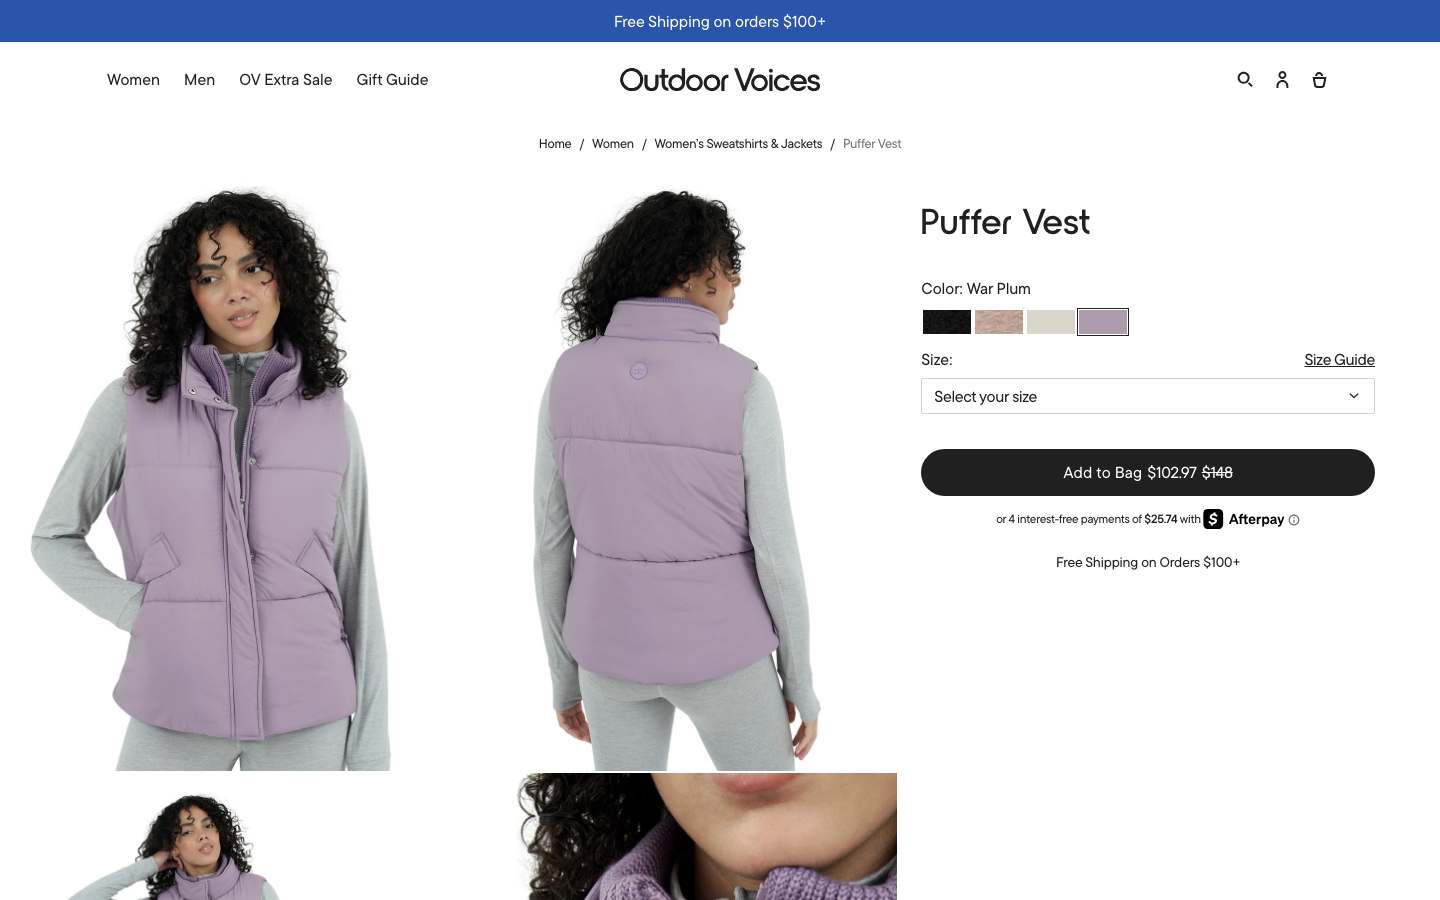 Free Shipping on orders $100+
Women Men OV Extra Sale Gift Guide
Outdoor Voices
Home / Women / Women's Sweatshirts & Jackets / Puffer Vest
Puffer Vest
Color: War Plum
Size: Size Guide
Select your size
Add to Bag $102.97 $148
or 4 interest-free payments of $25.74 with Afterpay
Free Shipping on Orders $100+